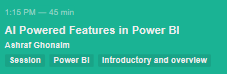 1:15 PM — 45 min
AI Powered Features in Power BI
Ashraf Ghonaim
Session Power BI Introductory and overview